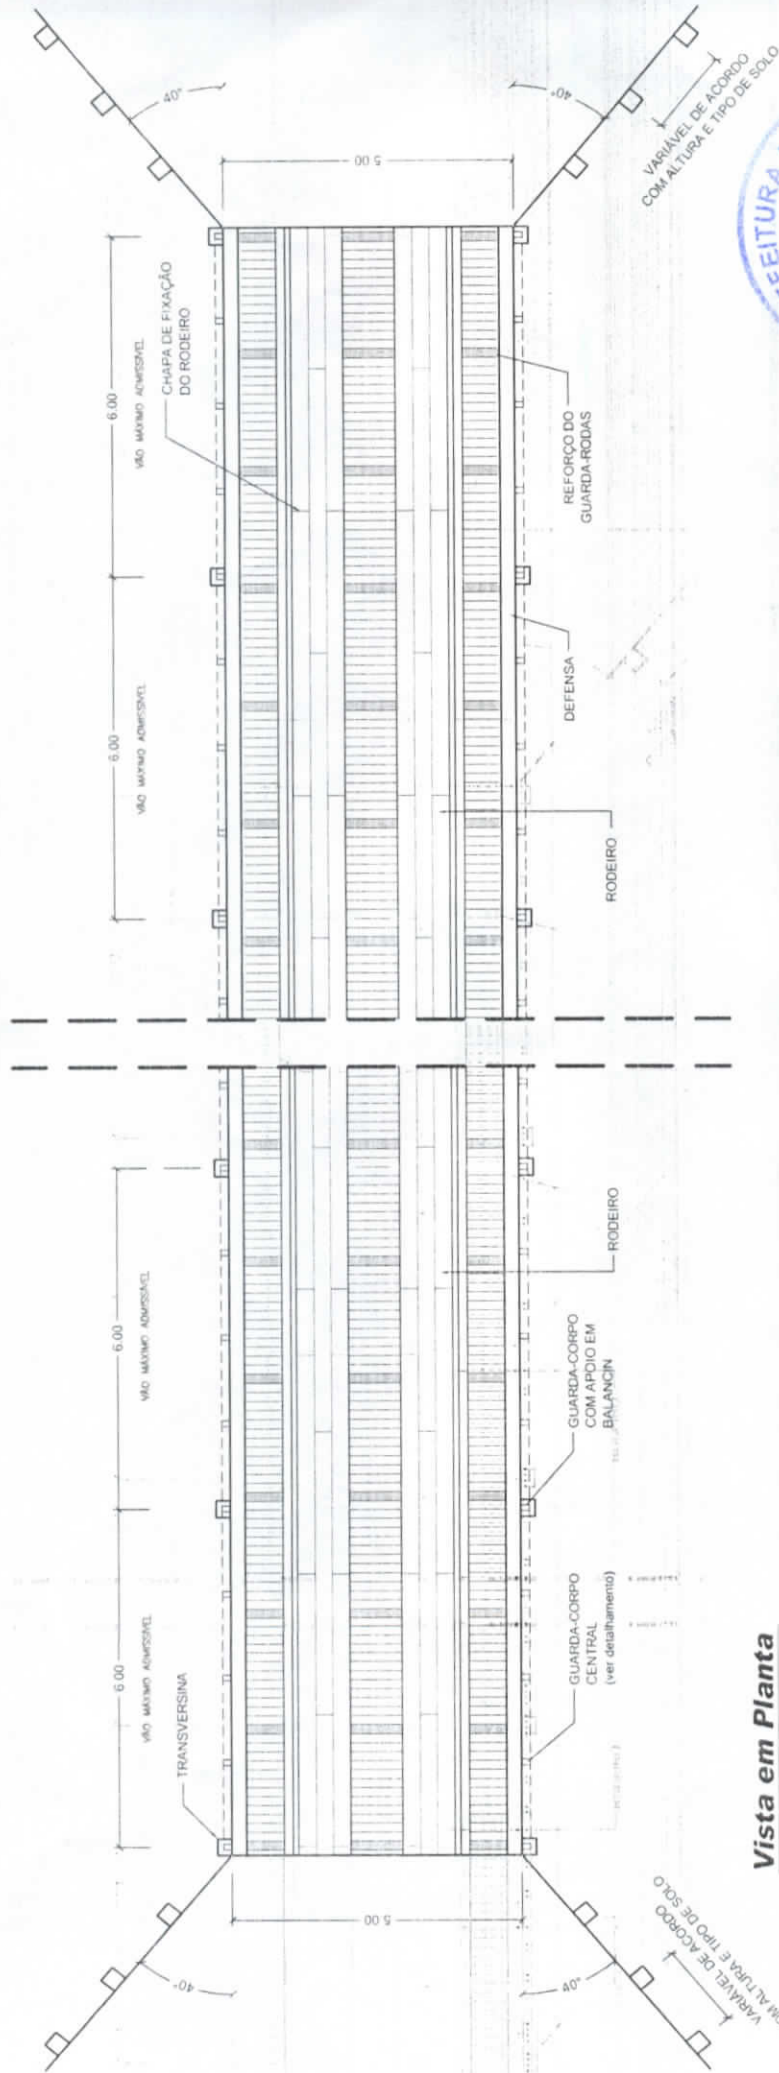 6.00
VÃO MÁXIMO ADMISSÍVEL
6.00
VÃO MÁXIMO ADMISSÍVEL
6.00
VÃO MÁXIMO ADMISSÍVEL
6.00
VÃO MÁXIMO ADMISSÍVEL
TRANSVERSINA
CHAPA DE FIXAÇÃO
DO RODEIRO
40°
40°
5.00
5.00
40°
40°
GUARDA-CORPO
CENTRAL
(ver detalhamento)
GUARDA-CORPO
COM APOIO EM
BALANCIN
RODEIRO
RODEIRO
DEFENSA
REFORÇO DO
GUARDA-RODAS
VARIÁVEL DE ACORDO
COM ALTURA E TIPO DE SOLO
VARIÁVEL DE ACORDO
COM ALTURA E TIPO DE SOLO
Vista em Planta
EFEITURA